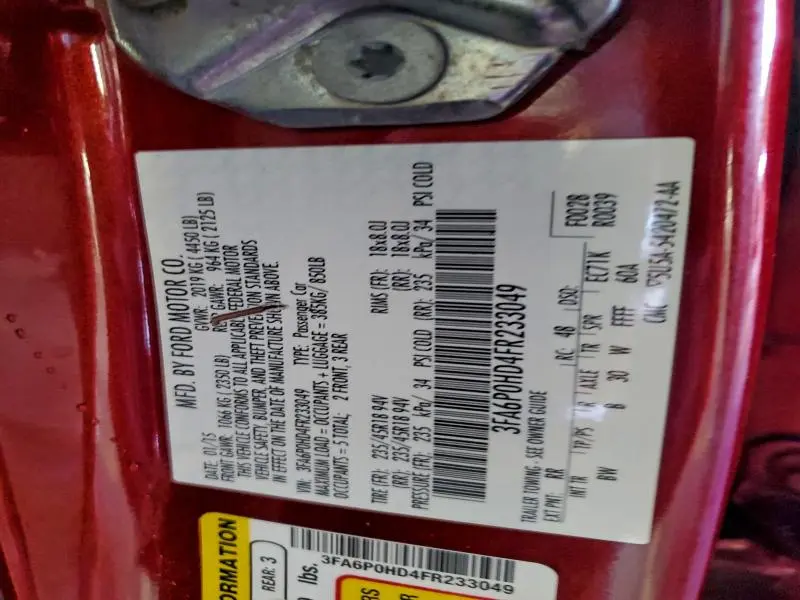 MFD. BY FORD MOTOR CO.
DATE: 01/15 GVWR: 2019 KG (4450 LB)
FRONT GAWR: 1066 KG (2350 LB) GAWR: 964 KG (2125 LB)
THIS VEHICLE CONFORMS TO ALL APPLICABLE FEDERAL MOTOR
VEHICLE SAFETY, BUMPER, AND THEFT PREVENTION STANDARDS
IN EFFECT ON THE DATE OF MANUFACTURE SHOWN ABOVE
VIN: 3FA6P0HD4FR233049 TYPE: Passenger Car
MAXIMUM LOAD = OCCUPANTS + LUGGAGE = 385KG/850LB
OCCUPANTS = 5 TOTAL; 2 FRONT, 3 REAR
TIRE (FR): 235/45R18 94V RIMS (FR): 18x8.0J
(RR): 235/45R18 94V (RR): 18x8.0J
PRESSURE (FR): 235 kPa/ 34 PSI COLD (RR): 235 kPa/ 34 PSI COLD
3FA6P0HD4FR233049
TRAILER TOWING - SEE OWNER GUIDE F0028
EXT PNT: RR RC: 48 DSO: R0039
INT TR TP/PS R AXLE TR SPR EC71K
BW 8 30 W FFFF
60A
5U5A-5420472-AA
ORMATION
REAR: 3
lbs.
3FA6P0HD4FR233049